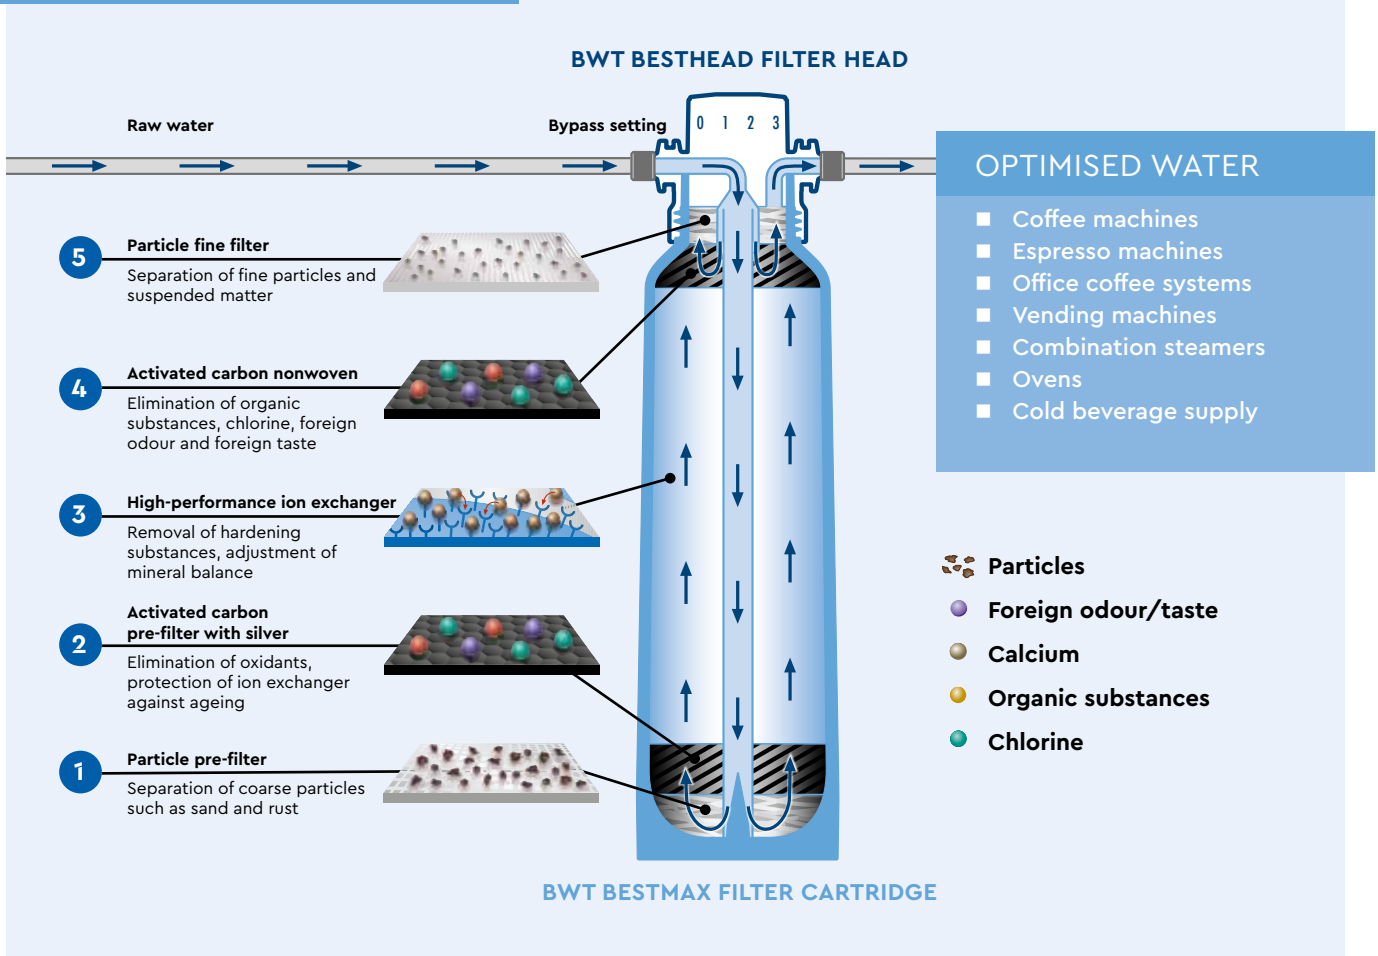 BWT BESTHEAD FILTER HEAD
Raw water
Bypass setting
0 1 2 3
OPTIMISED WATER
Coffee machines
Espresso machines
Office coffee systems
Vending machines
Combination steamers
Ovens
Cold beverage supply
5
Particle fine filter
Separation of fine particles and
suspended matter
4
Activated carbon nonwoven
Elimination of organic
substances, chlorine, foreign
odour and foreign taste
3
High-performance ion exchanger
Removal of hardening
substances, adjustment of
mineral balance
2
Activated carbon
pre-filter with silver
Elimination of oxidants,
protection of ion exchanger
against ageing
1
Particle pre-filter
Separation of coarse particles
such as sand and rust
Particles
Foreign odour/taste
Calcium
Organic substances
Chlorine
BWT BESTMAX FILTER CARTRIDGE